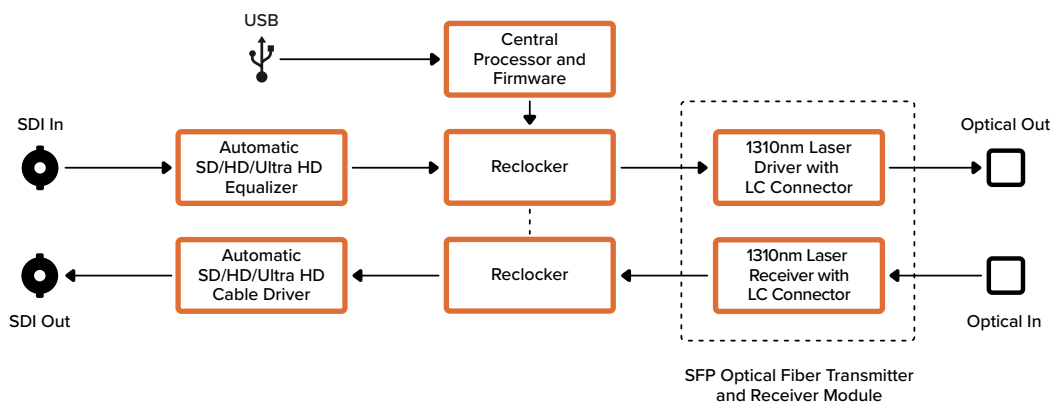 USB
Central
Processor and
Firmware
SDI In
Automatic
SD/HD/Ultra HD
Equalizer
Reclocker
1310nm Laser
Driver with
LC Connector
Optical Out
SDI Out
Automatic
SD/HD/Ultra HD
Cable Driver
Reclocker
1310nm Laser
Receiver with
LC Connector
Optical In
SFP Optical Fiber Transmitter
and Receiver Module